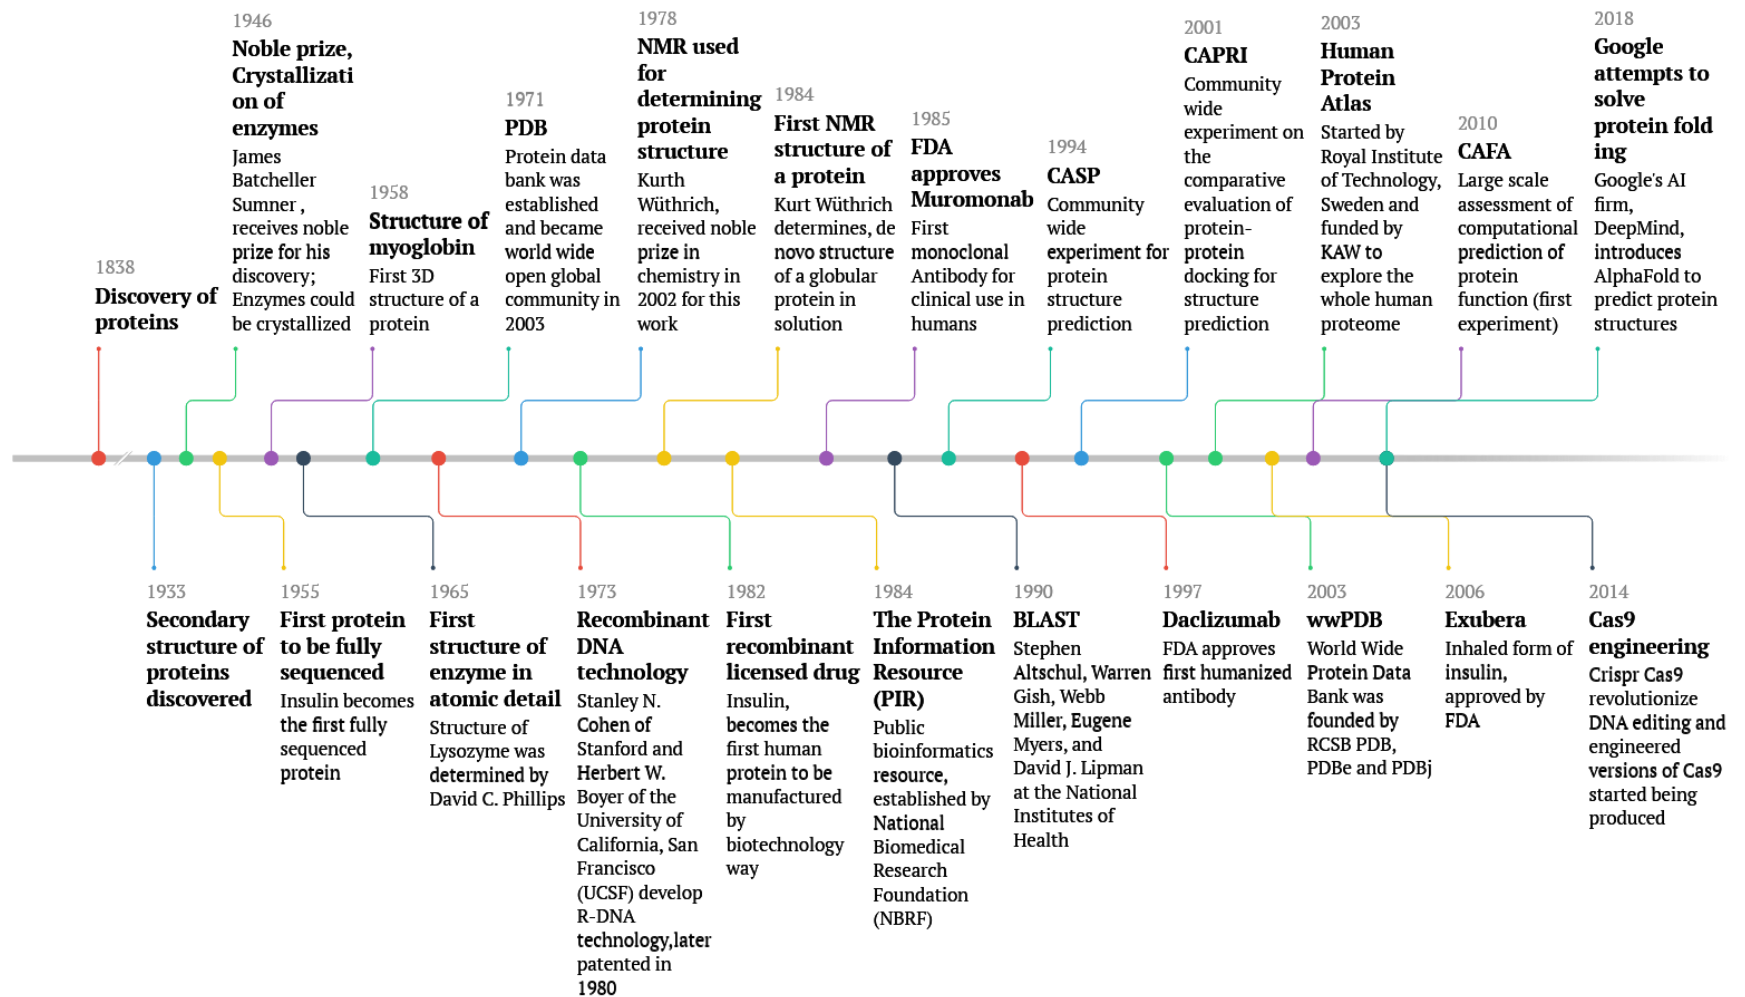 1838
Discovery of
proteins
1946
Noble prize,
Crystallizati
on of
enzymes
James
Batcheller
Sumner ,
receives noble
prize for his
discovery;
Enzymes could
be crystallized
1958
Structure of
myoglobin
First 3D
structure of a
protein
1971
PDB
Protein data
bank was
established
and became
world wide
open global
community in
2003
1978
NMR used
for
determining
protein
structure
Kurth
Wüthrich,
received noble
prize in
chemistry in
2002 for this
work
1984
First NMR
structure of
a protein
Kurt Wüthrich
determines, de
novo structure
of a globular
protein in
solution
1985
FDA
approves
Muromonab
First
monoclonal
Antibody for
clinical use in
humans
1994
CASP
Community
wide
experiment for
protein
structure
prediction
2001
CAPRI
Community
wide
experiment on
the
comparative
evaluation of
protein-
protein
docking for
structure
prediction
2003
Human
Protein
Atlas
Started by
Royal Institute
of Technology,
Sweden and
funded by
KAW to
explore the
whole human
proteome
2010
CAFA
Large scale
assessment of
computational
prediction of
protein
function (first
experiment)
2018
Google
attempts to
solve
protein fold
ing
Google's AI
firm,
DeepMind,
introduces
AlphaFold to
predict protein
structures
1933
Secondary
structure of
proteins
discovered
1955
First protein
to be fully
sequenced
Insulin becomes
the first fully
sequenced
protein
1965
First
structure of
enzyme in
atomic detail
Structure of
Lysozyme was
determined by
David C. Phillips
1973
Recombinant
DNA
technology
Stanley N.
Cohen of
Stanford and
Herbert W.
Boyer of the
University of
California, San
Francisco
(UCSF) develop
R-DNA
technology,later
patented in
1980
1982
First
recombinant
licensed drug
Insulin,
becomes the
first human
protein to be
manufactured
by
biotechnology
way
1984
The Protein
Information
Resource
(PIR)
Public
bioinformatics
resource,
established by
National
Biomedical
Research
Foundation
(NBRF)
1990
BLAST
Stephen
Altschul, Warren
Gish, Webb
Miller, Eugene
Myers, and
David J. Lipman
at the National
Institutes of
Health
1997
Daclizumab
FDA approves
first humanized
antibody
2003
wwPDB
World Wide
Protein Data
Bank was
founded by
RCSB PDB,
PDBe and PDBj
2006
Exubera
Inhaled form of
insulin,
approved by
FDA
2014
Cas9
engineering
Crispr Cas9
revolutionize
DNA editing and
engineered
versions of Cas9
started being
produced